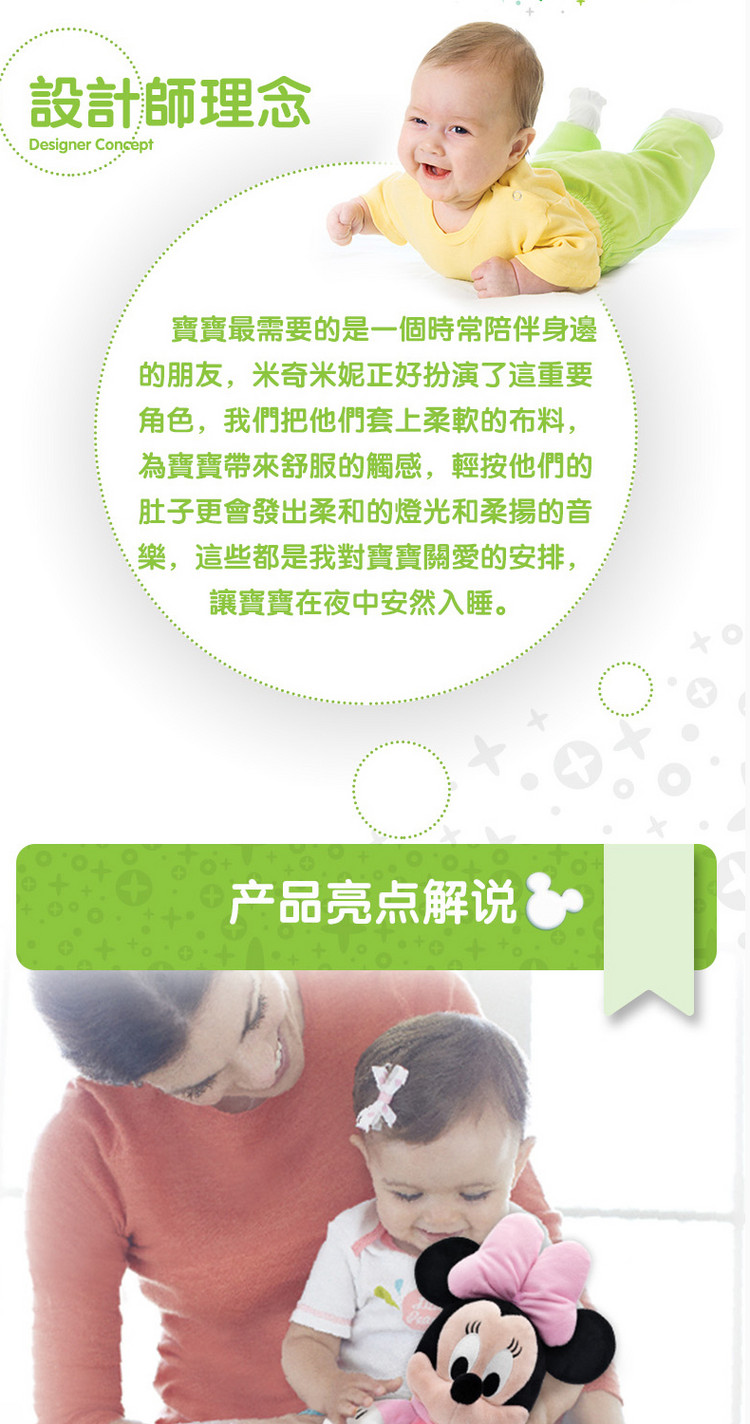 設計師理念
Designer Concept
寶寶最需要的是一個時常陪伴身邊
的朋友，米奇米妮正好扮演了這重要
角色，我們把他們套上柔軟的布料，
為寶寶帶來舒服的觸感，輕按他們的
肚子更會發出柔和的燈光和柔揚的音
樂，這些都是我對寶寶關愛的安排，
讓寶寶在夜中安然入睡。
产品亮点解说